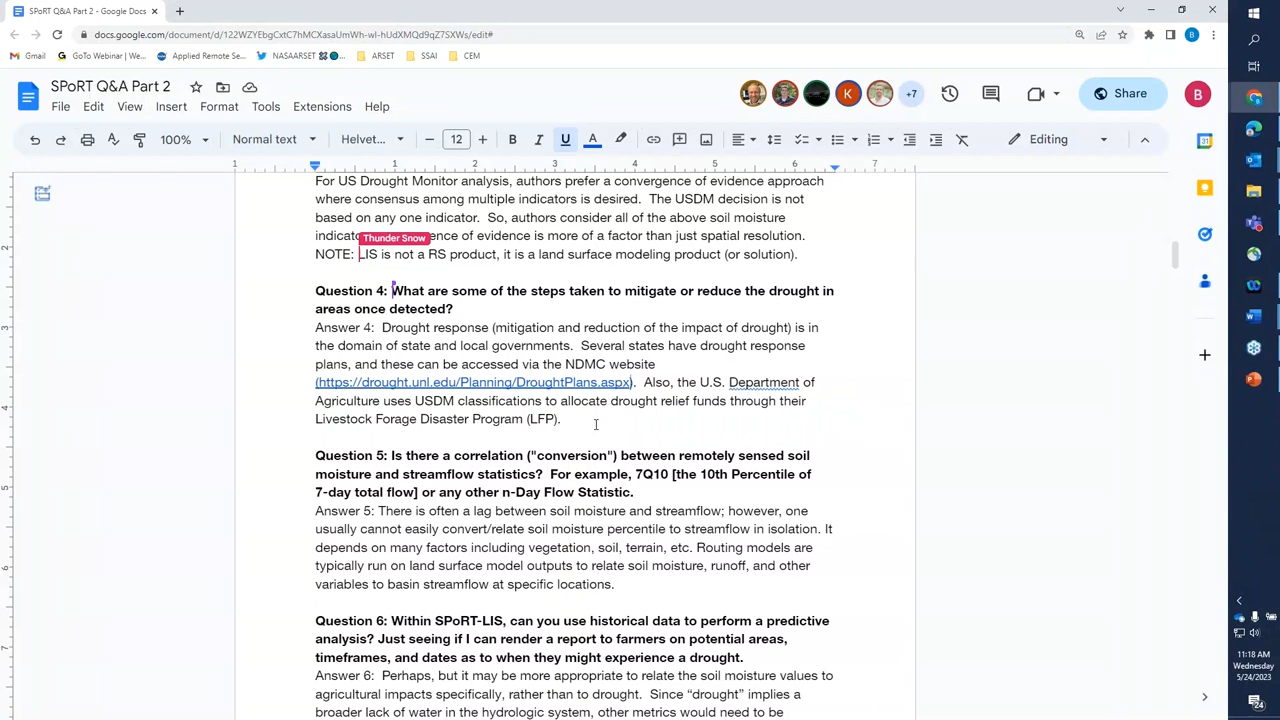 SPoRT Q&A Part 2 - Google Docs
docs.google.com/document/d/122WZYEbgCxtC7hMCXasaUmWh-wI-hUdXMQd9qZ7SXWs/edit#
Gmail GoTo Webinar | We... Applied Remote Se... NASAARSET ARSET SSAI CEM
SPoRT Q&A Part 2
File Edit View Insert Format Tools Extensions Help
K +7 Share B
100% Normal text Helvet... 12 B I U A Editing
1 1 2 3 4 5 6 7
For US Drought Monitor analysis, authors prefer a convergence of evidence approach
where consensus among multiple indicators is desired. The USDM decision is not
based on any one indicator. So, authors consider all of the above soil moisture
indicat Thunder Snow ence of evidence is more of a factor than just spatial resolution.
NOTE: LIS is not a RS product, it is a land surface modeling product (or solution).
Question 4: What are some of the steps taken to mitigate or reduce the drought in
areas once detected?
Answer 4: Drought response (mitigation and reduction of the impact of drought) is in
the domain of state and local governments. Several states have drought response
plans, and these can be accessed via the NDMC website
(https://drought.unl.edu/Planning/DroughtPlans.aspx). Also, the U.S. Department of
Agriculture uses USDM classifications to allocate drought relief funds through their
Livestock Forage Disaster Program (LFP).
Question 5: Is there a correlation ("conversion") between remotely sensed soil
moisture and streamflow statistics? For example, 7Q10 [the 10th Percentile of
7-day total flow] or any other n-Day Flow Statistic.
Answer 5: There is often a lag between soil moisture and streamflow; however, one
usually cannot easily convert/relate soil moisture percentile to streamflow in isolation. It
depends on many factors including vegetation, soil, terrain, etc. Routing models are
typically run on land surface model outputs to relate soil moisture, runoff, and other
variables to basin streamflow at specific locations.
Question 6: Within SPoRT-LIS, can you use historical data to perform a predictive
analysis? Just seeing if I can render a report to farmers on potential areas,
timeframes, and dates as to when they might experience a drought.
Answer 6: Perhaps, but it may be more appropriate to relate the soil moisture values to
agricultural impacts specifically, rather than to drought. Since “drought” implies a
broader lack of water in the hydrologic system, other metrics would need to be
2
3
4
5
6
7
11:18 AM
Wednesday
5/24/2023
24